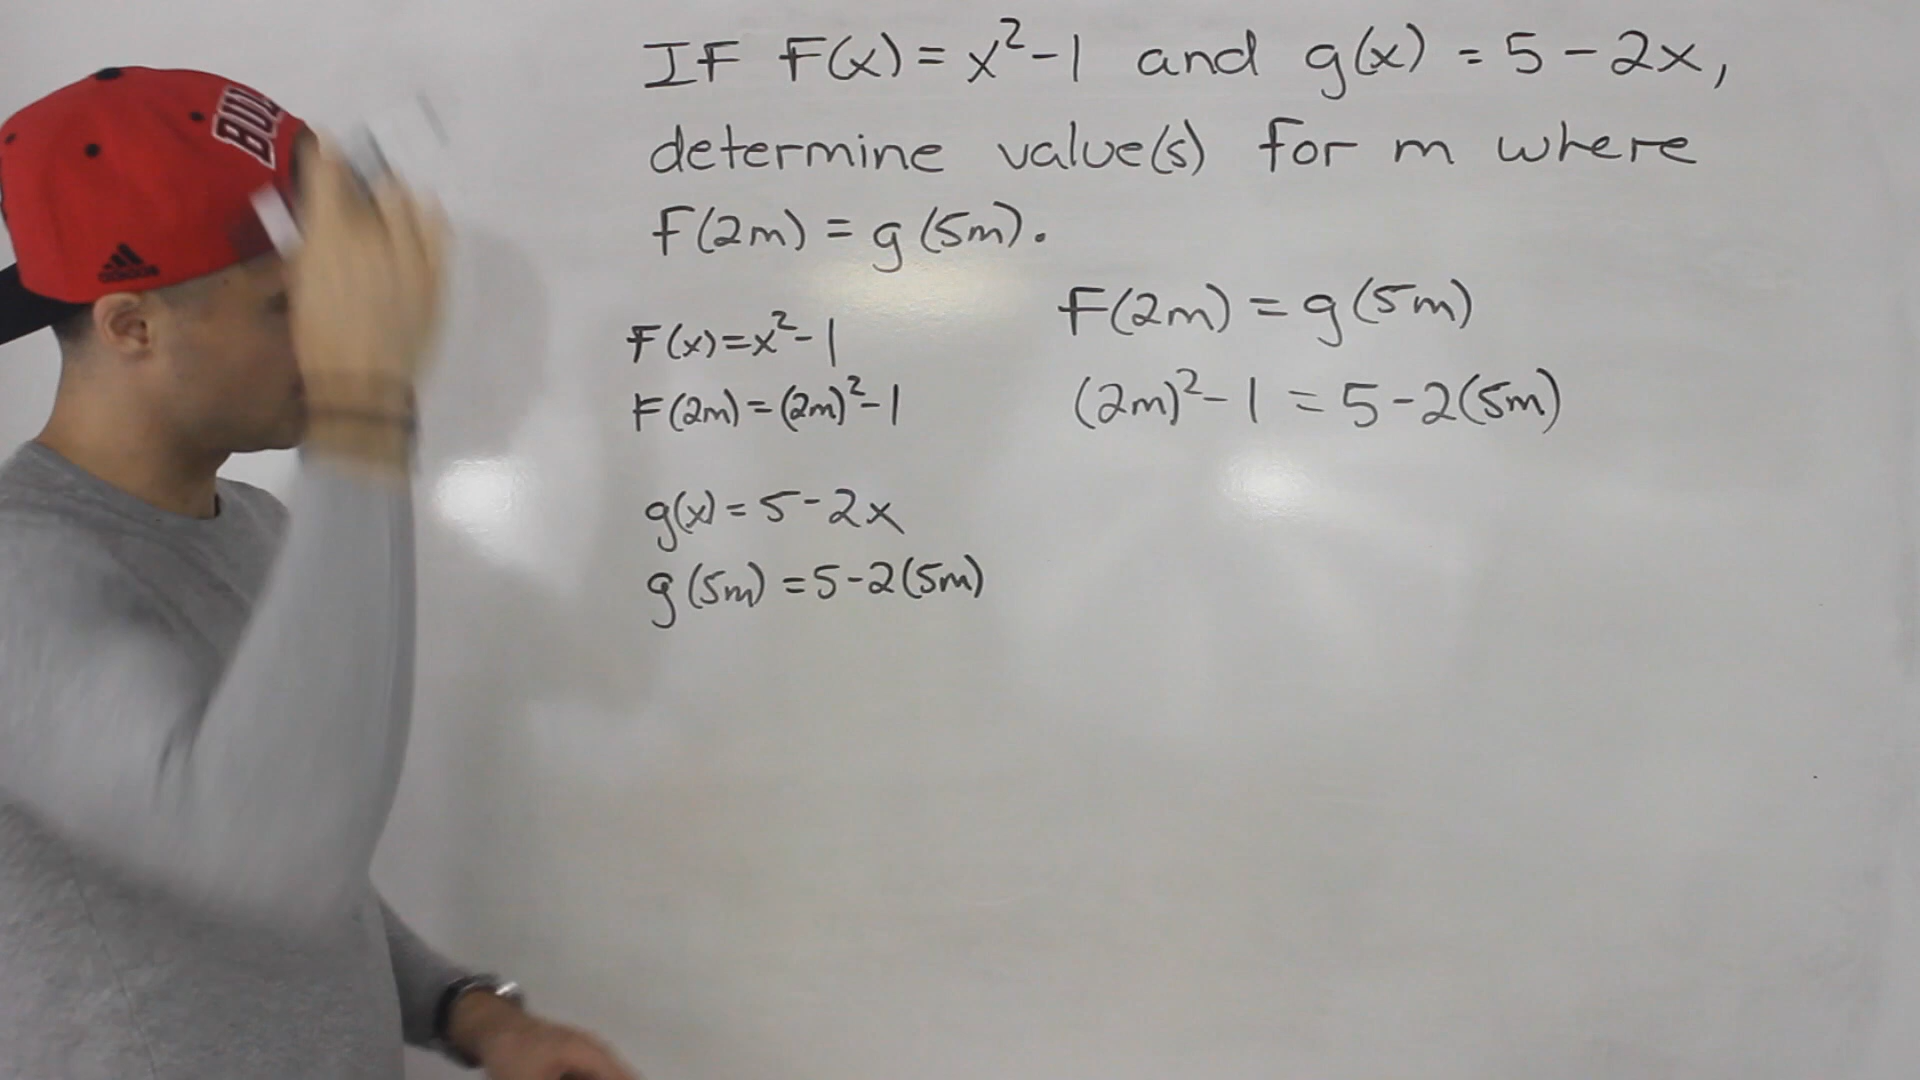 IF F(x) = x² - 1 and g(x) = 5 - 2x,
determine value(s) for m where
F(2m) = g(5m).
F(x) = x² - 1
F(2m) = (2m)² - 1
g(x) = 5 - 2x
g(5m) = 5 - 2(5m)
F(2m) = g(5m)
(2m)² - 1 = 5 - 2(5m)
adidas